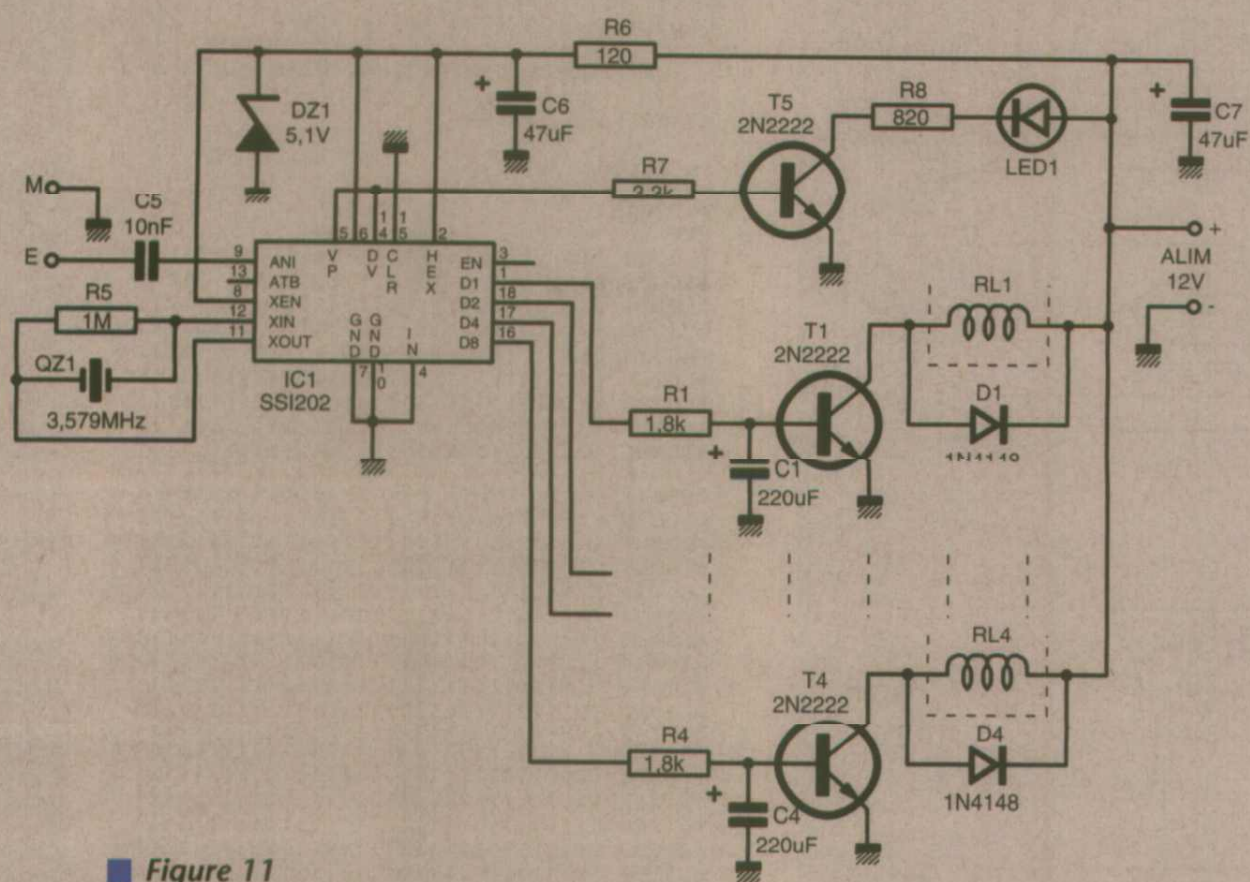 R6
120
DZ1
5,1V
+
C6
47uF
T5
2N2222
R8
820
LED1
+
C7
47uF
M
C5
10nF
E
R7
5
6
1
4
1
5
2
+
ALIM
12V
-
9
13
8
12
11
ANI
ATB
XEN
XIN
XOUT
VP
DV
CLR
HEX
GND
GND
IN
EN
D1
D2
D4
D8
3
1
18
17
16
7
10
4
R5
1M
QZ1
3,579MHz
IC1
SSI202
RL1
T1
2N2222
D1
R1
1,8k
+
C1
220uF
RL4
T4
2N2222
D4
1N4148
R4
1,8k
+
C4
220uF
Figure 11